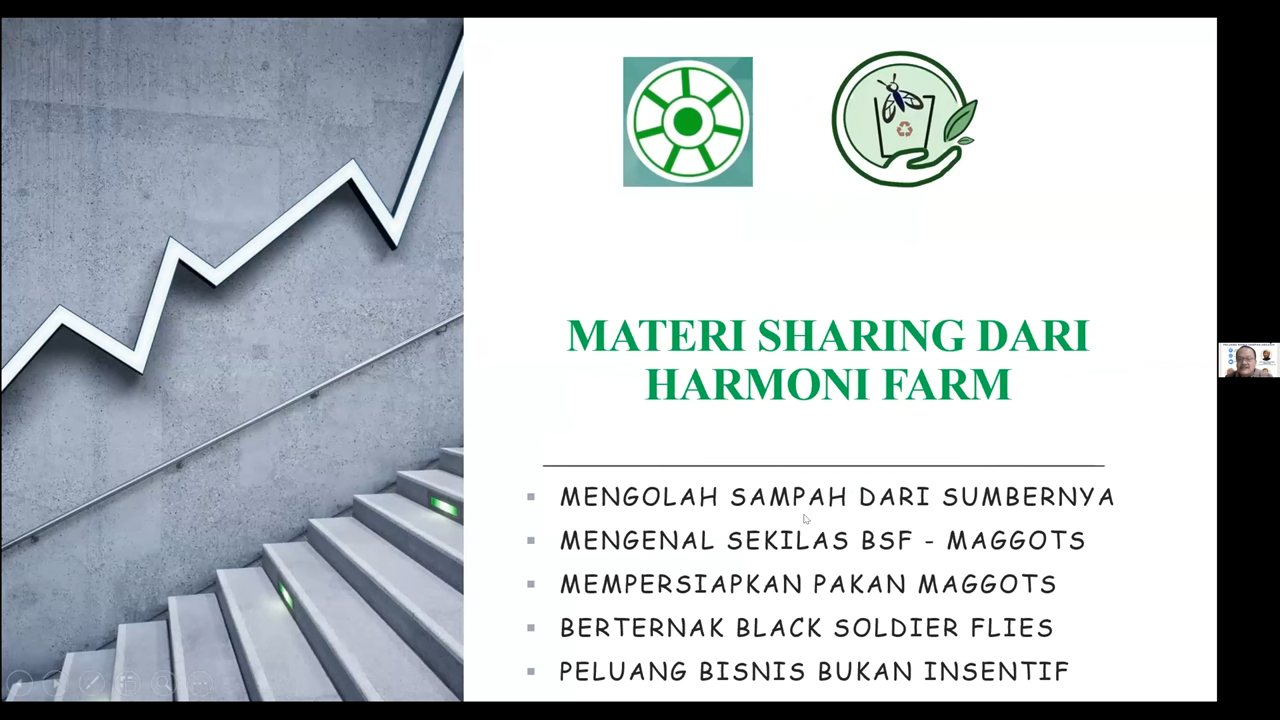 MATERI SHARING DARI
HARMONI FARM
▪ MENGOLAH SAMPAH DARI SUMBERNYA
▪ MENGENAL SEKILAS BSF - MAGGOTS
▪ MEMPERSIAPKAN PAKAN MAGGOTS
▪ BERTERNAK BLACK SOLDIER FLIES
▪ PELUANG BISNIS BUKAN INSENTIF